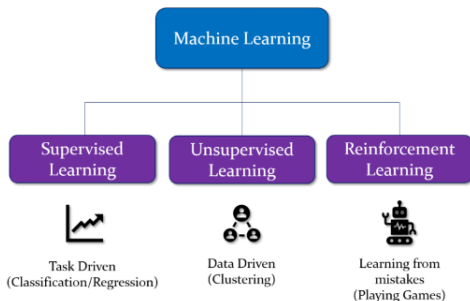 Machine Learning
Supervised
Learning
Unsupervised
Learning
Reinforcement
Learning
Task Driven
(Classification/Regression)
Data Driven
(Clustering)
Learning from
mistakes
(Playing Games)